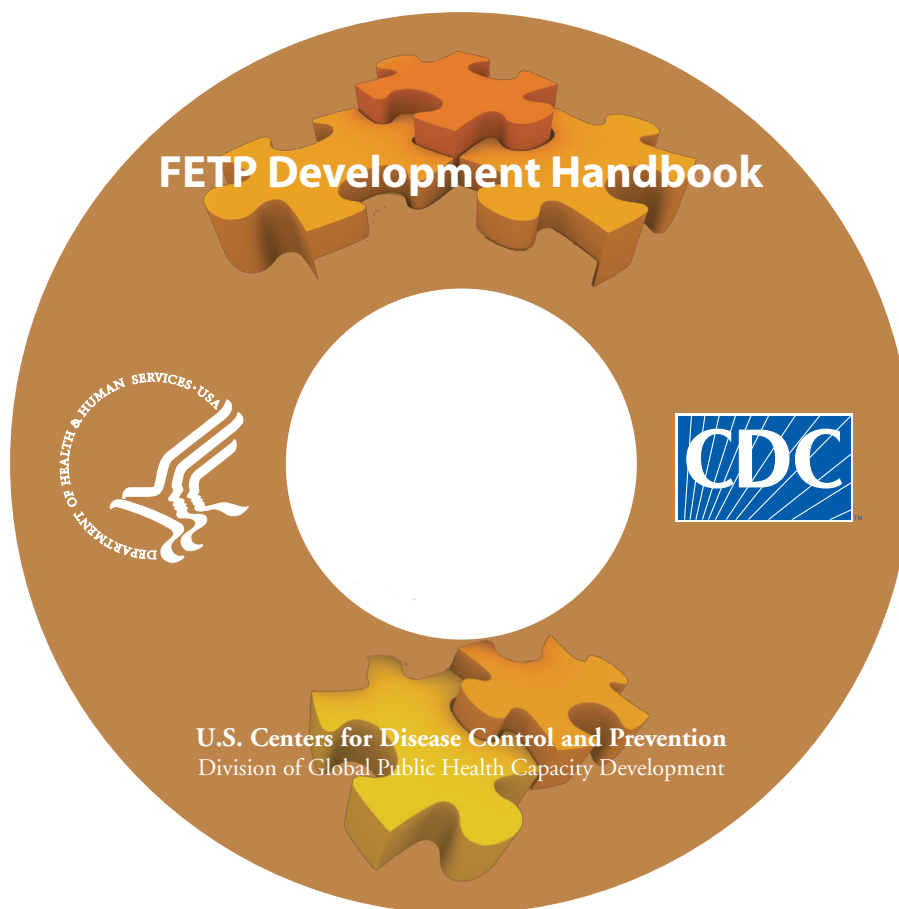 FETP Development Handbook
DEPARTMENT OF HEALTH & HUMAN SERVICES · USA
CDC
TM
U.S. Centers for Disease Control and Prevention
Division of Global Public Health Capacity Development